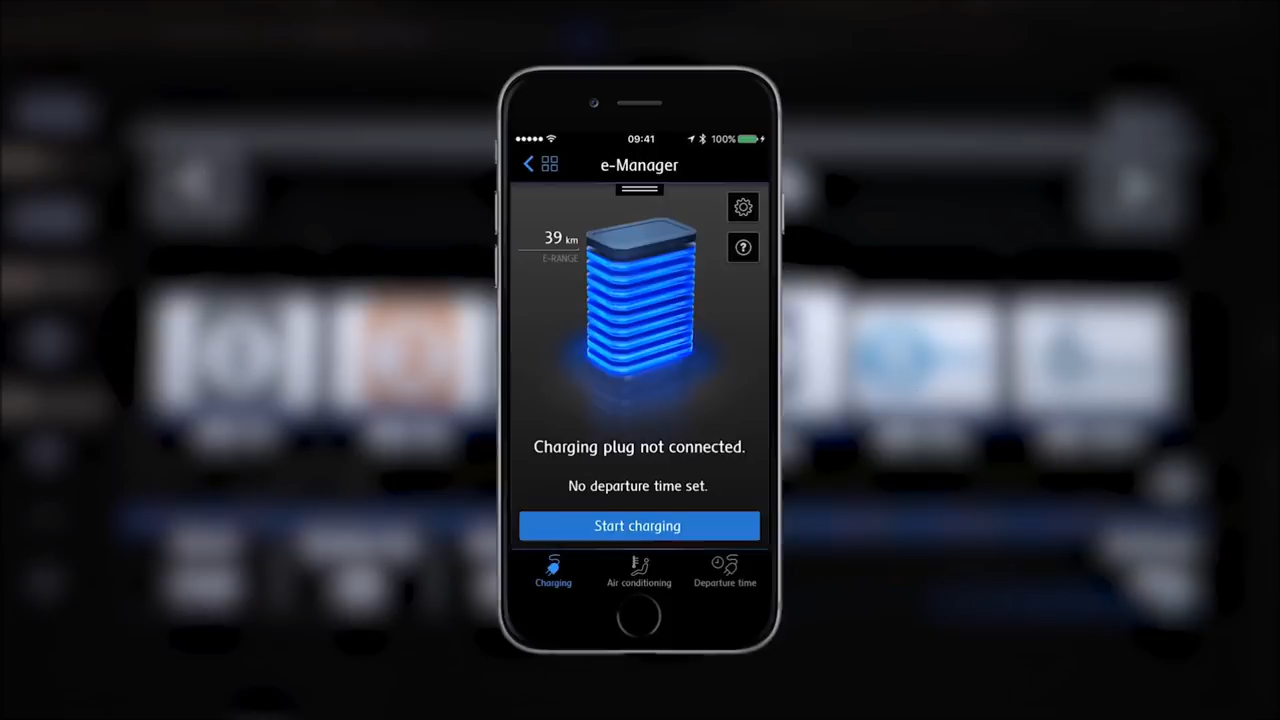 09:41
100%
e-Manager
39 km
E-RANGE
Charging plug not connected.
No departure time set.
Start charging
Charging
Air conditioning
Departure time